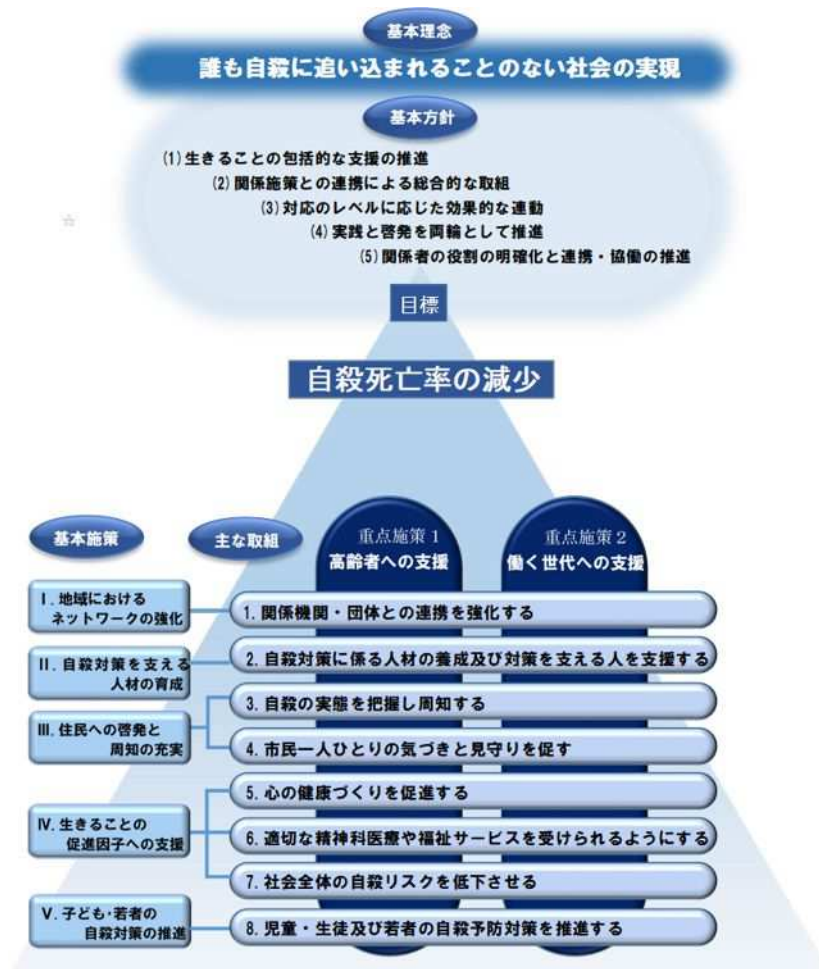 基本理念
誰も自殺に追い込まれることのない社会の実現
基本方針
(1)生きることの包括的な支援の推進
(2)関係施策との連携による総合的な取組
(3)対応のレベルに応じた効果的な連動
(4)実践と啓発を両輪として推進
(5)関係者の役割の明確化と連携・協働の推進
目標
自殺死亡率の減少
基本施策
主な取組
重点施策1
高齢者への支援
重点施策2
働く世代への支援
Ⅰ.地域における
ネットワークの強化
1.関係機関・団体との連携を強化する
Ⅱ.自殺対策を支える
人材の育成
2.自殺対策に係る人材の養成及び対策を支える人を支援する
Ⅲ.住民への啓発と
周知の充実
3.自殺の実態を把握し周知する
4.市民一人ひとりの気づきと見守りを促す
Ⅳ.生きることの
促進因子への支援
5.心の健康づくりを促進する
6.適切な精神科医療や福祉サービスを受けられるようにする
7.社会全体の自殺リスクを低下させる
Ⅴ.子ども・若者の
自殺対策の推進
8.児童・生徒及び若者の自殺予防対策を推進する